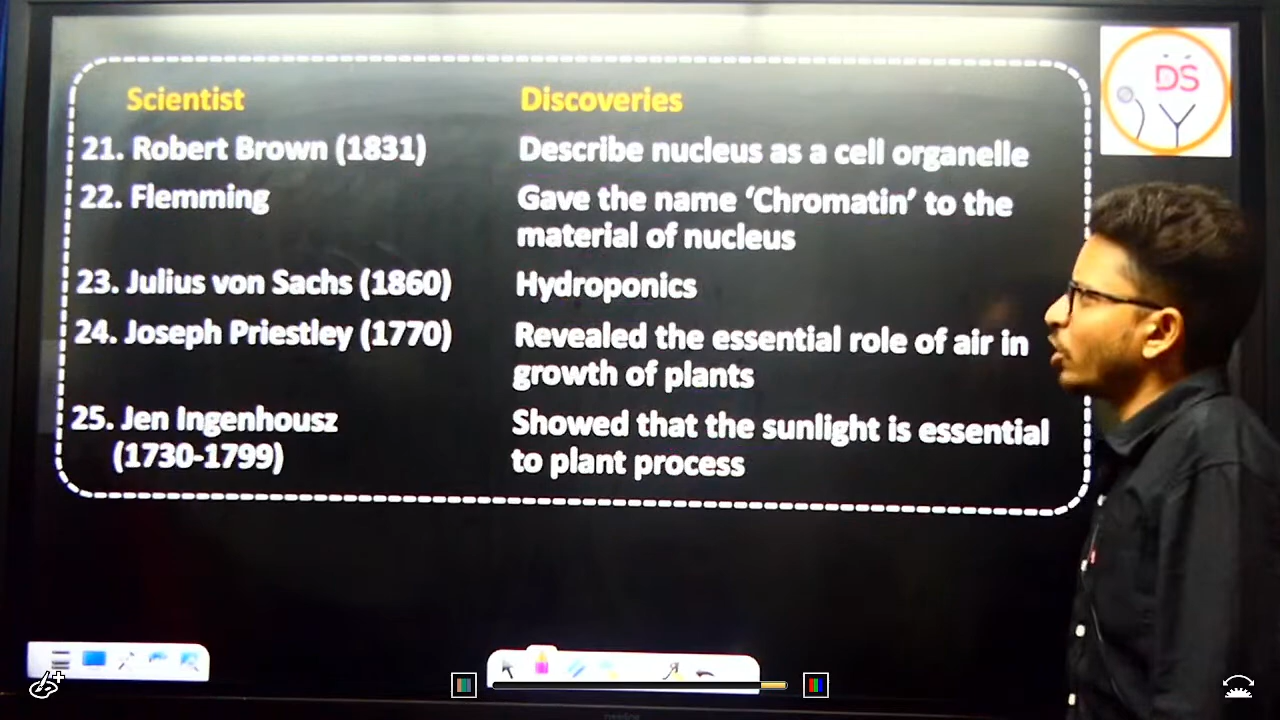 Scientist Discoveries
21. Robert Brown (1831) Describe nucleus as a cell organelle
22. Flemming Gave the name ‘Chromatin’ to the
material of nucleus
23. Julius von Sachs (1860) Hydroponics
24. Joseph Priestley (1770) Revealed the essential role of air in
growth of plants
25. Jen Ingenhousz Showed that the sunlight is essential
(1730-1799) to plant process
DS